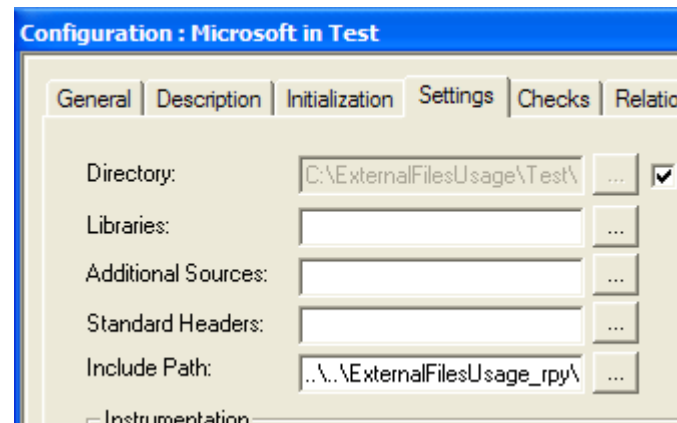 Configuration : Microsoft in Test
General Description Initialization Settings Checks Relatio
Directory: C:\ExternalFilesUsage\Test\ ...
Libraries: ...
Additional Sources: ...
Standard Headers: ...
Include Path: ..\..\ExternalFilesUsage_rpy\ ...
Instrumentation